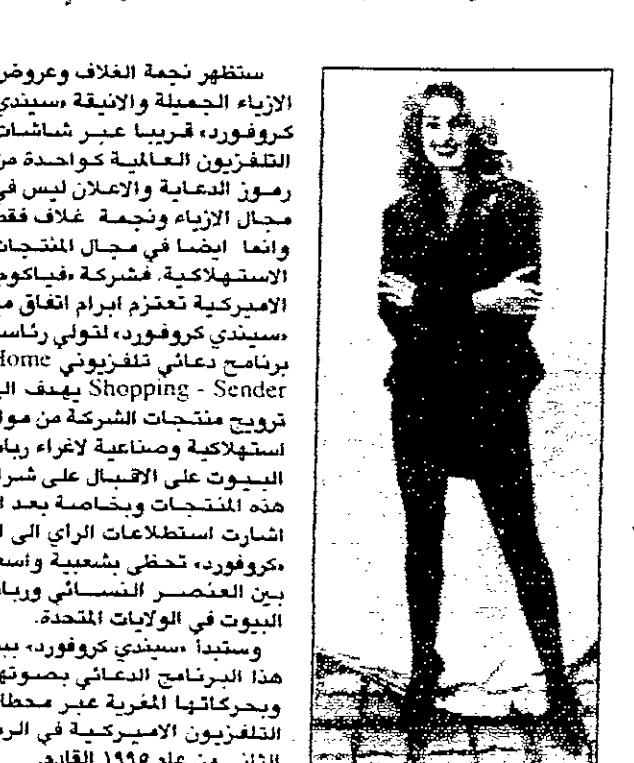 ستظهر نجمة الغلاف وعروض
الازياء الجميلة والانيقة «سيندي
كروفورد» قريبا عبر شاشات
التلفزيون العالمية كواحدة من
رموز الدعاية والاعلان ليس في
مجال الازياء ونجمة غلاف فقط
وانما ايضا في مجال المنتجات
الاستهلاكية. فشركة «فياكوم
الاميركية تعتزم ابرام اتفاق مع
«سيندي كروفورد» لتولي رئاسة
برنامج دعائي تلفزيوني Home
Shopping - Sender يهدف الى
ترويج منتجات الشركة من مواد
استهلاكية وصناعية لاغراء ربات
البيوت على الاقبال على شراء
هذه المنتجات وبخاصة بعد
اشارت استطلاعات الراي الى
«كروفورد» تحظى بشعبية واسعة
بين العنصر النسائي وربات
البيوت في الولايات المتحدة.
وستبدأ «سيندي كروفورد»
هذا البرنامج الدعائي بصوتها
وبحركاتها المغرية عبر محطات
التلفزيون الاميركية في
الثاني من عام ١٩٩٥ القادم.